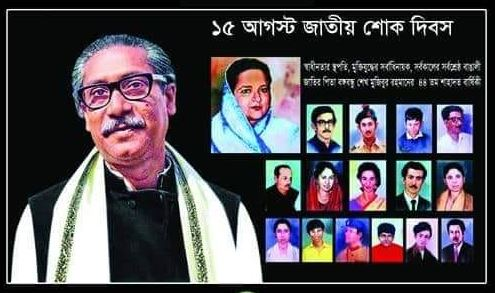 ১৫ আগস্ট জাতীয় শোক দিবস
স্বাধীনতার স্থপতি, মুক্তিযুদ্ধের সর্বাধিনায়ক, সর্বকালের সর্বশ্রেষ্ঠ বাঙালী
জাতির পিতা বঙ্গবন্ধু শেখ মুজিবুর রহমানের ৪৪ তম শাহাদত বার্ষিকী